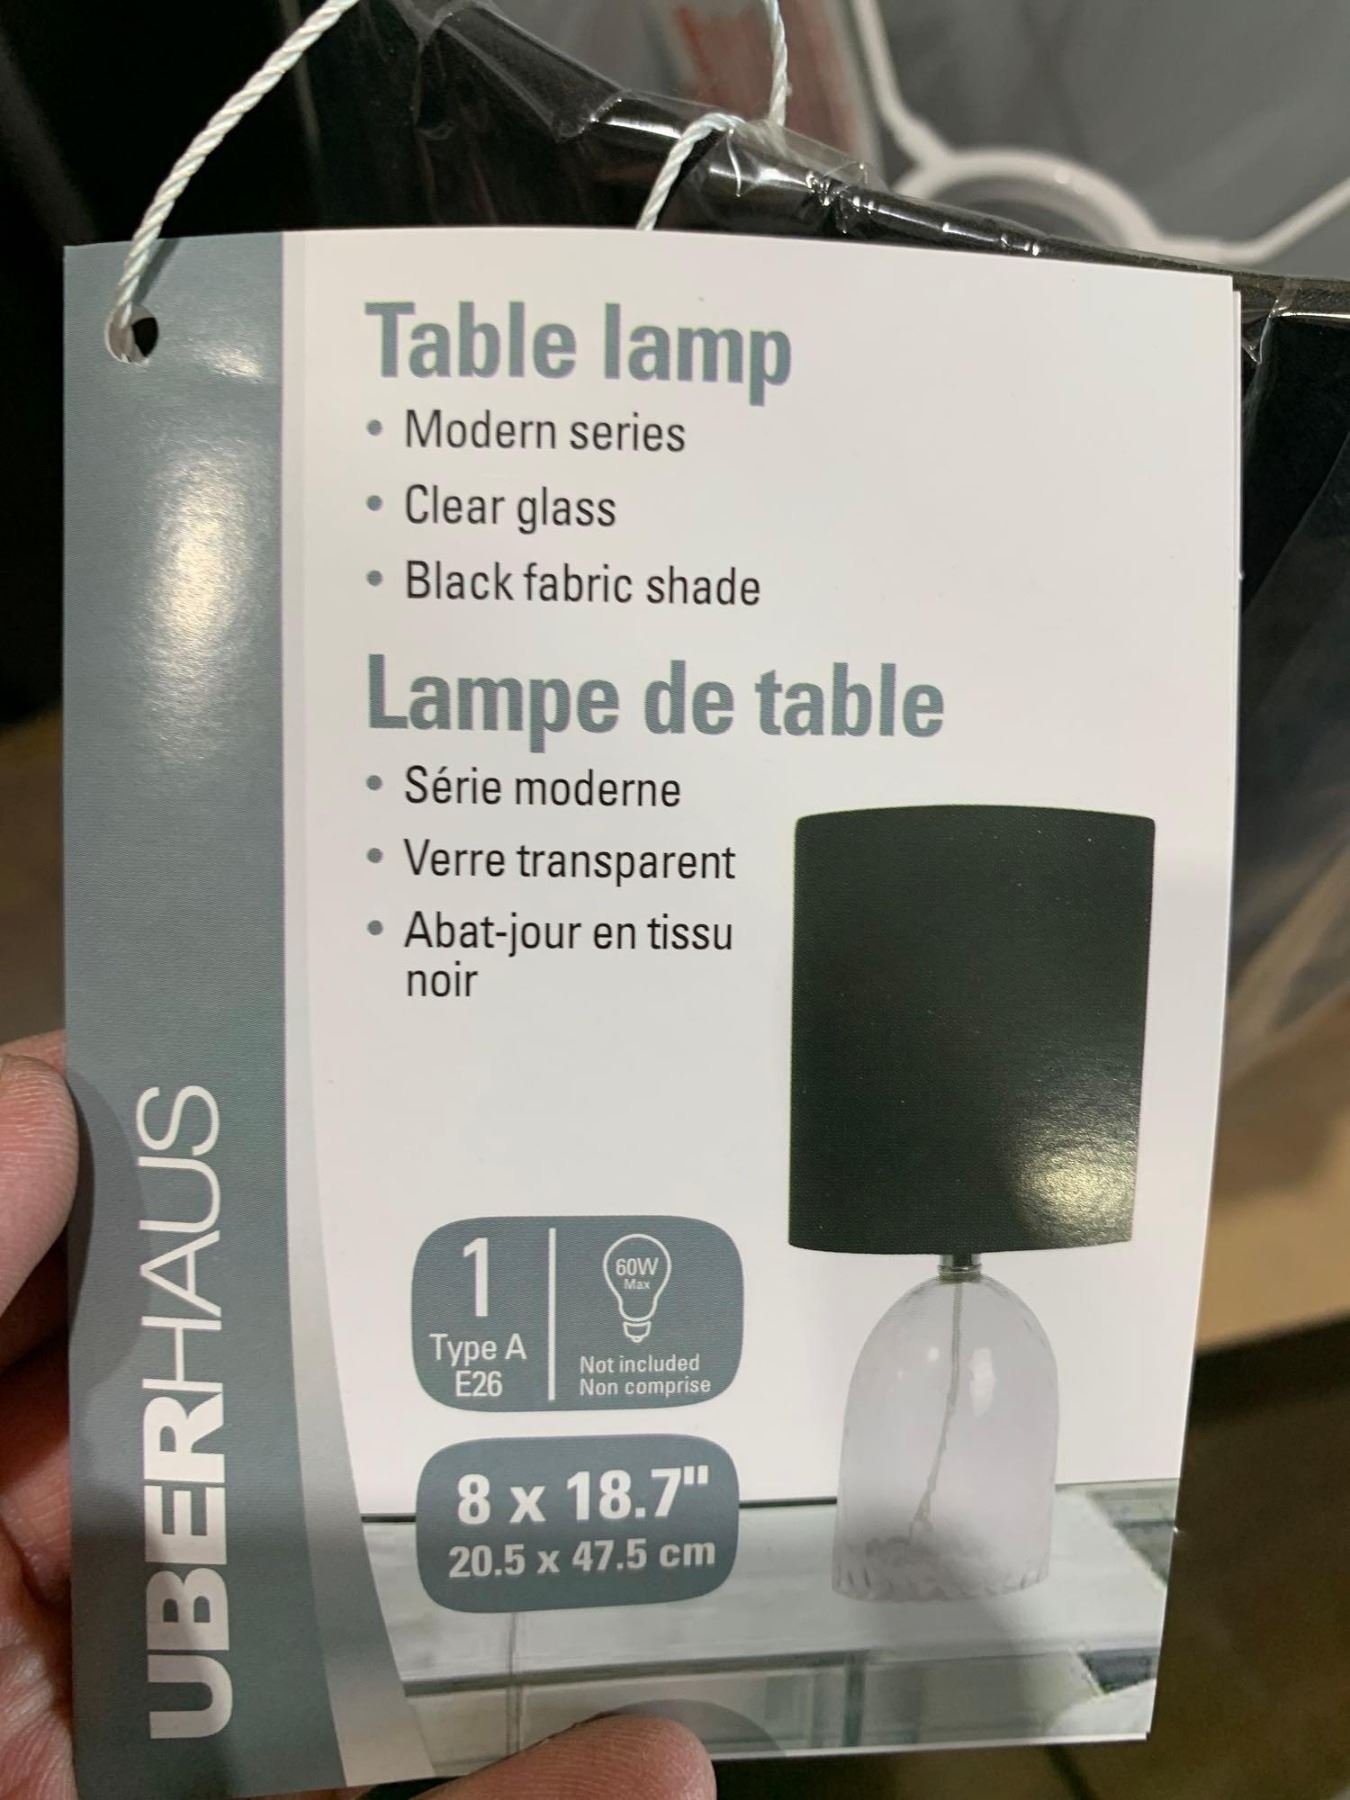 Table lamp
• Modern series
• Clear glass
• Black fabric shade
Lampe de table
• Série moderne
• Verre transparent
• Abat-jour en tissu
noir
1
Type A
E26
60W
Max
Not included
Non comprise
8 x 18.7"
20.5 x 47.5 cm
UBERHAUS